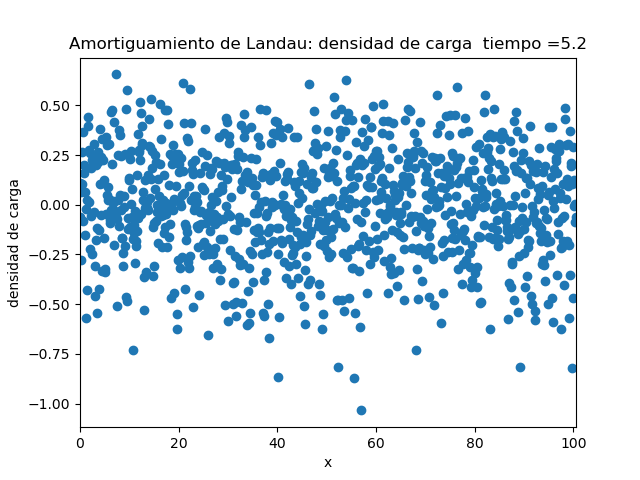 Amortiguamiento de Landau: densidad de carga  tiempo =5.2
0.50
0.25
0.00
−0.25
−0.50
−0.75
−1.00
densidad de carga
0 20 40 60 80 100
x